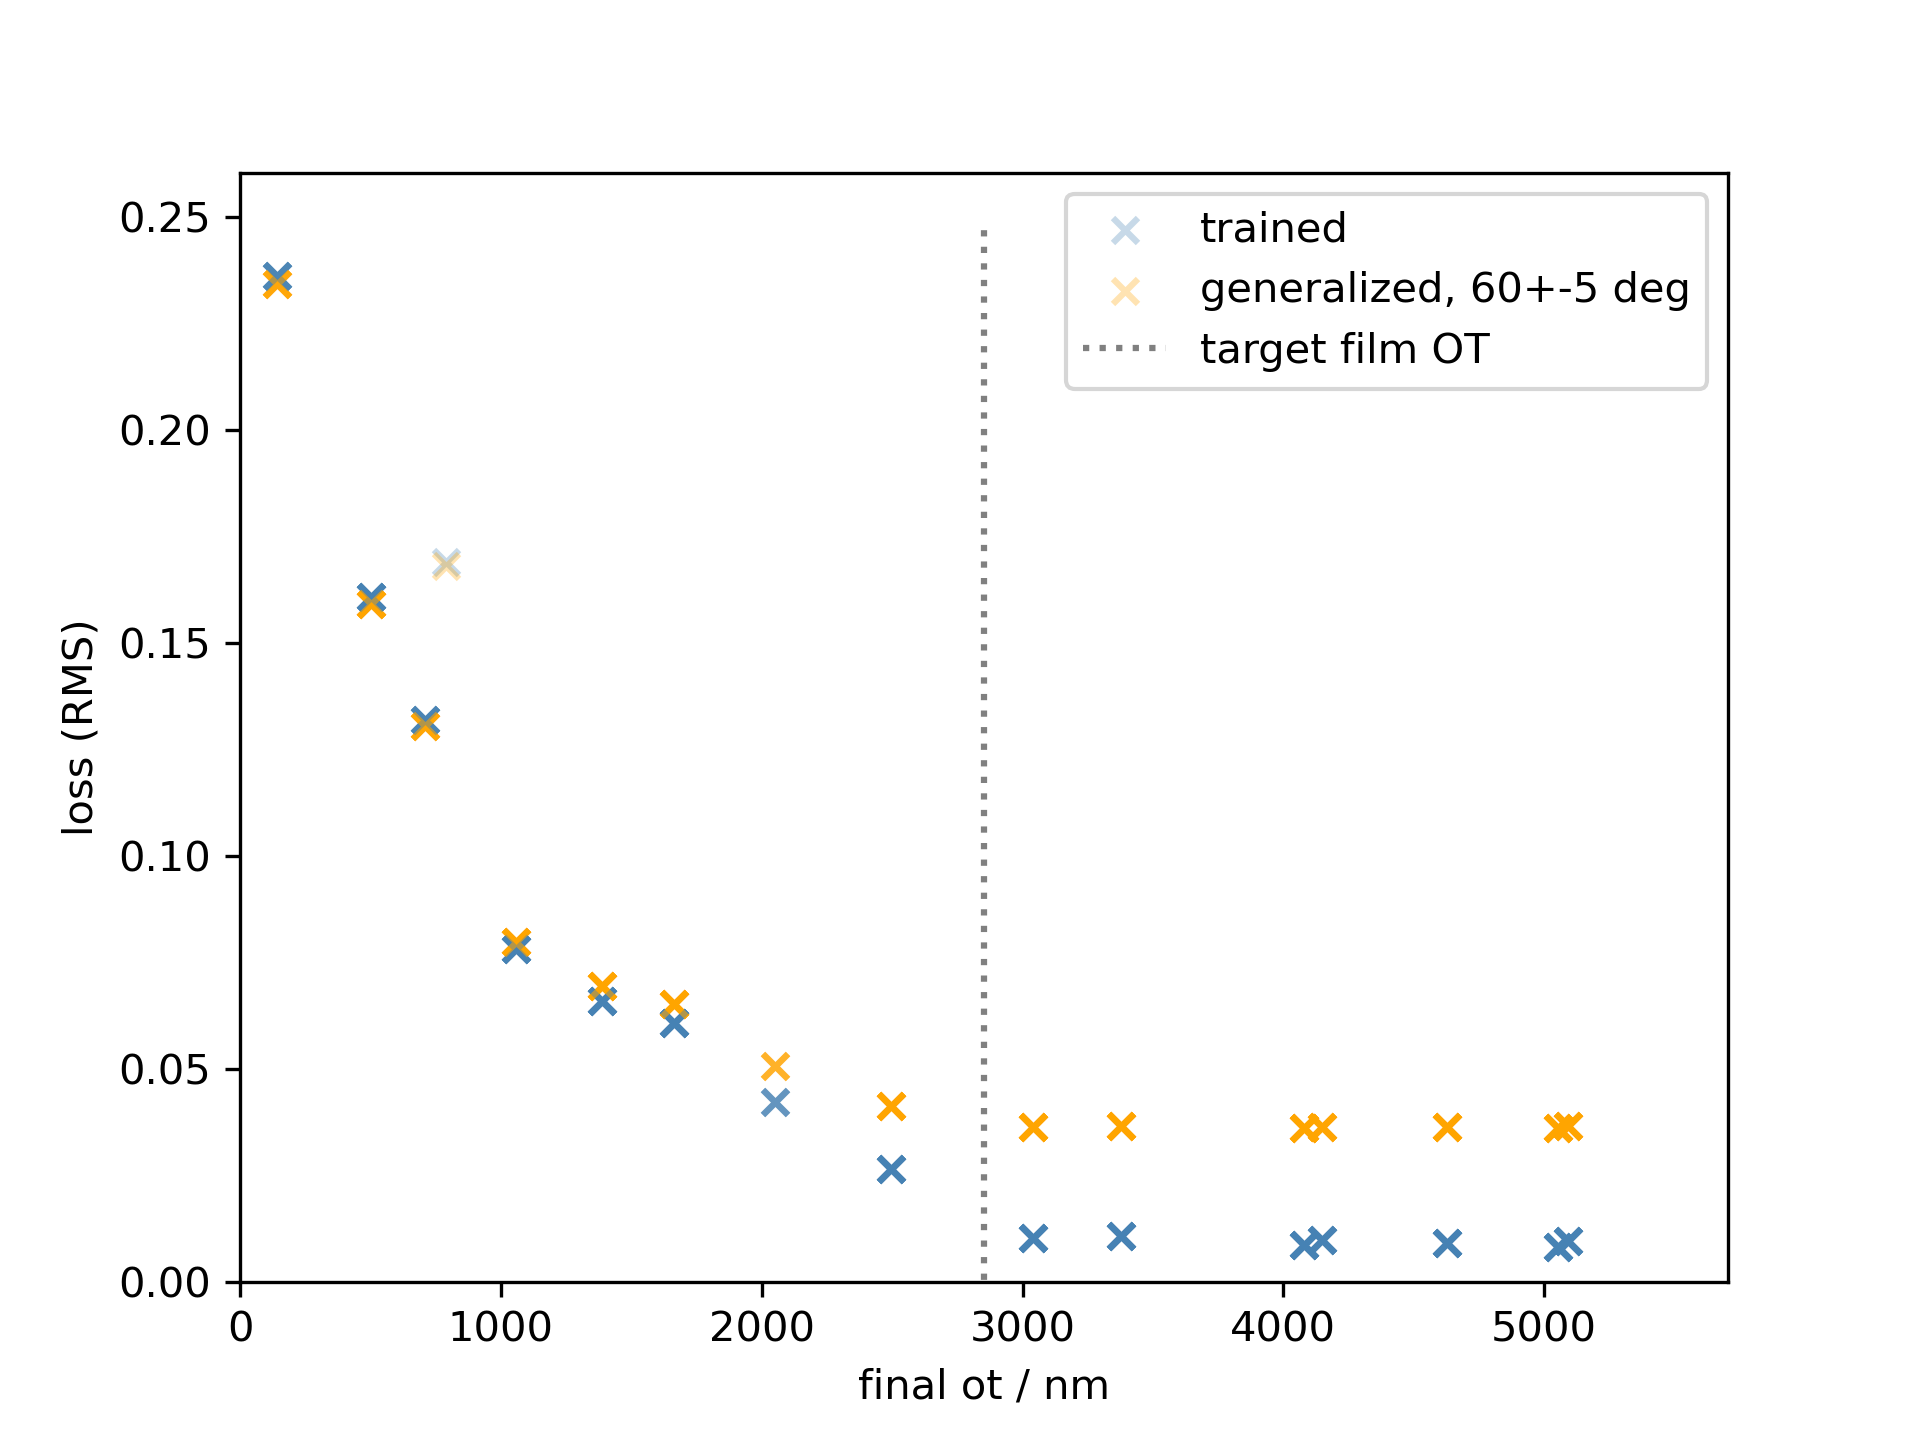 0.25
0.20
0.15
0.10
0.05
0.00
loss (RMS)
trained
generalized, 60+-5 deg
target film OT
0
1000
2000
3000
4000
5000
final ot / nm